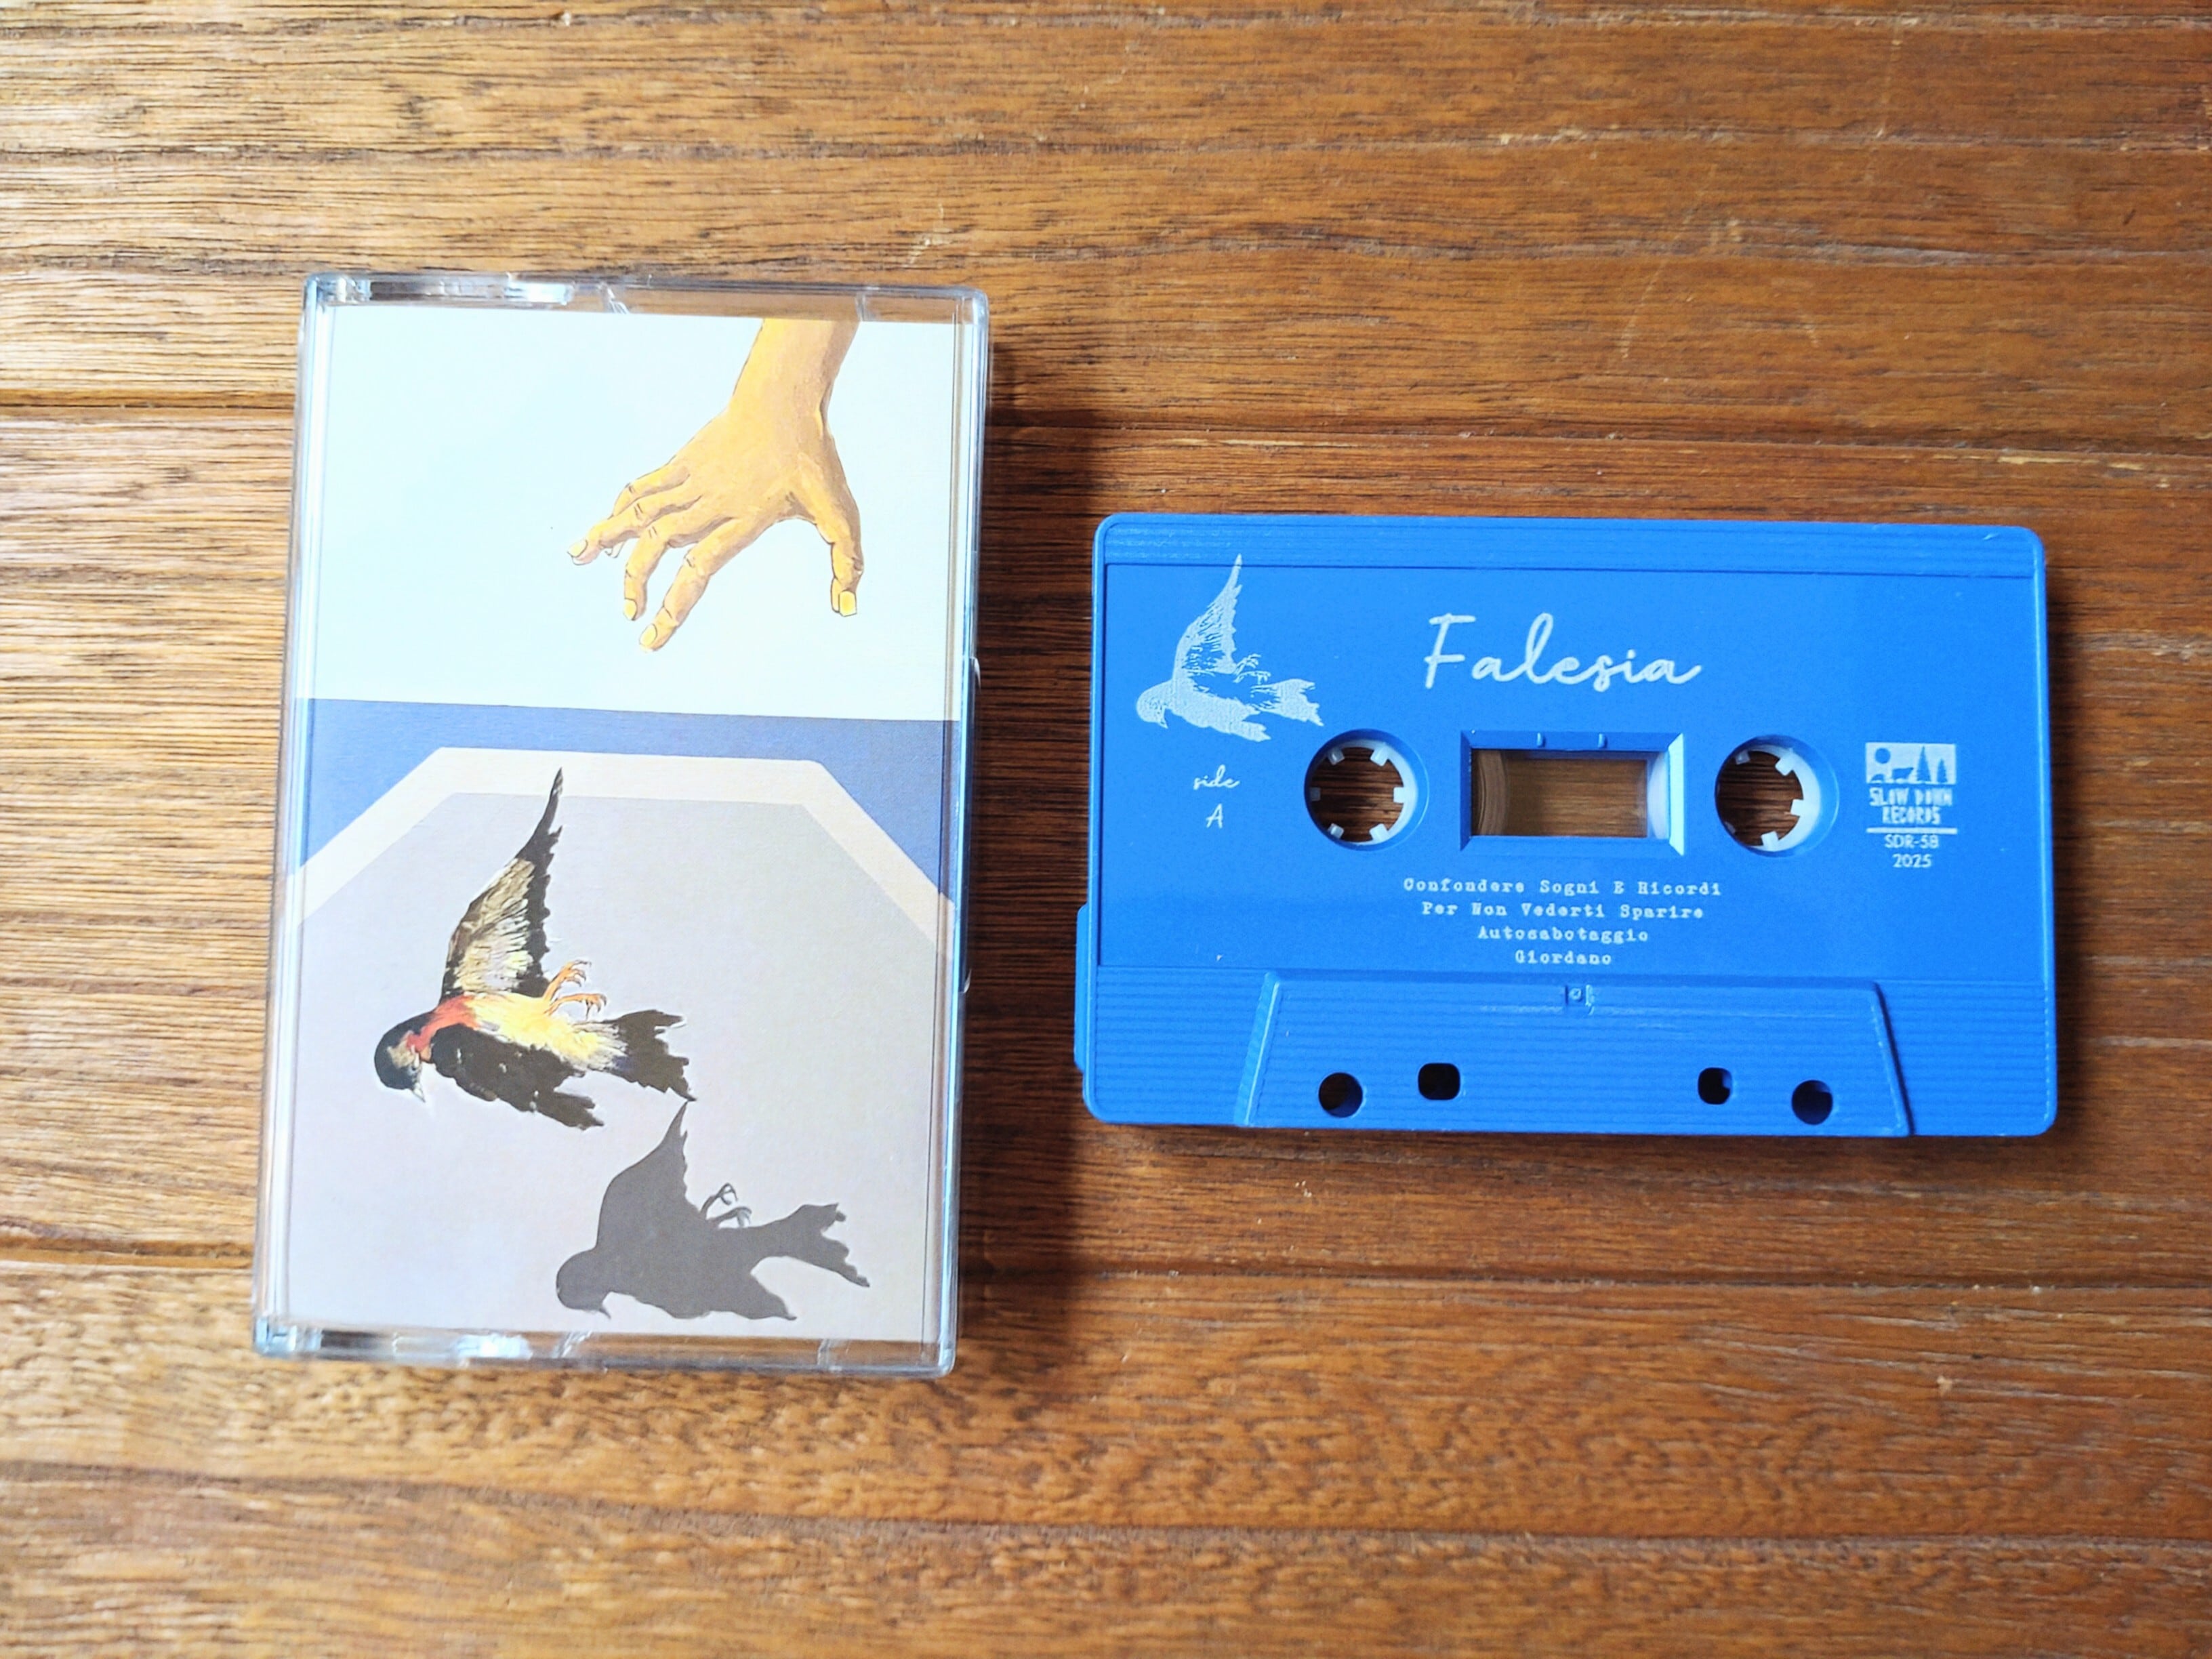 Falesia
side
A
SLOW DOWN
RECORDS
SDR-58
2025
Confondere Sogni E Ricordi
Per Non Vederti Sparire
Autosabotaggio
Giordano